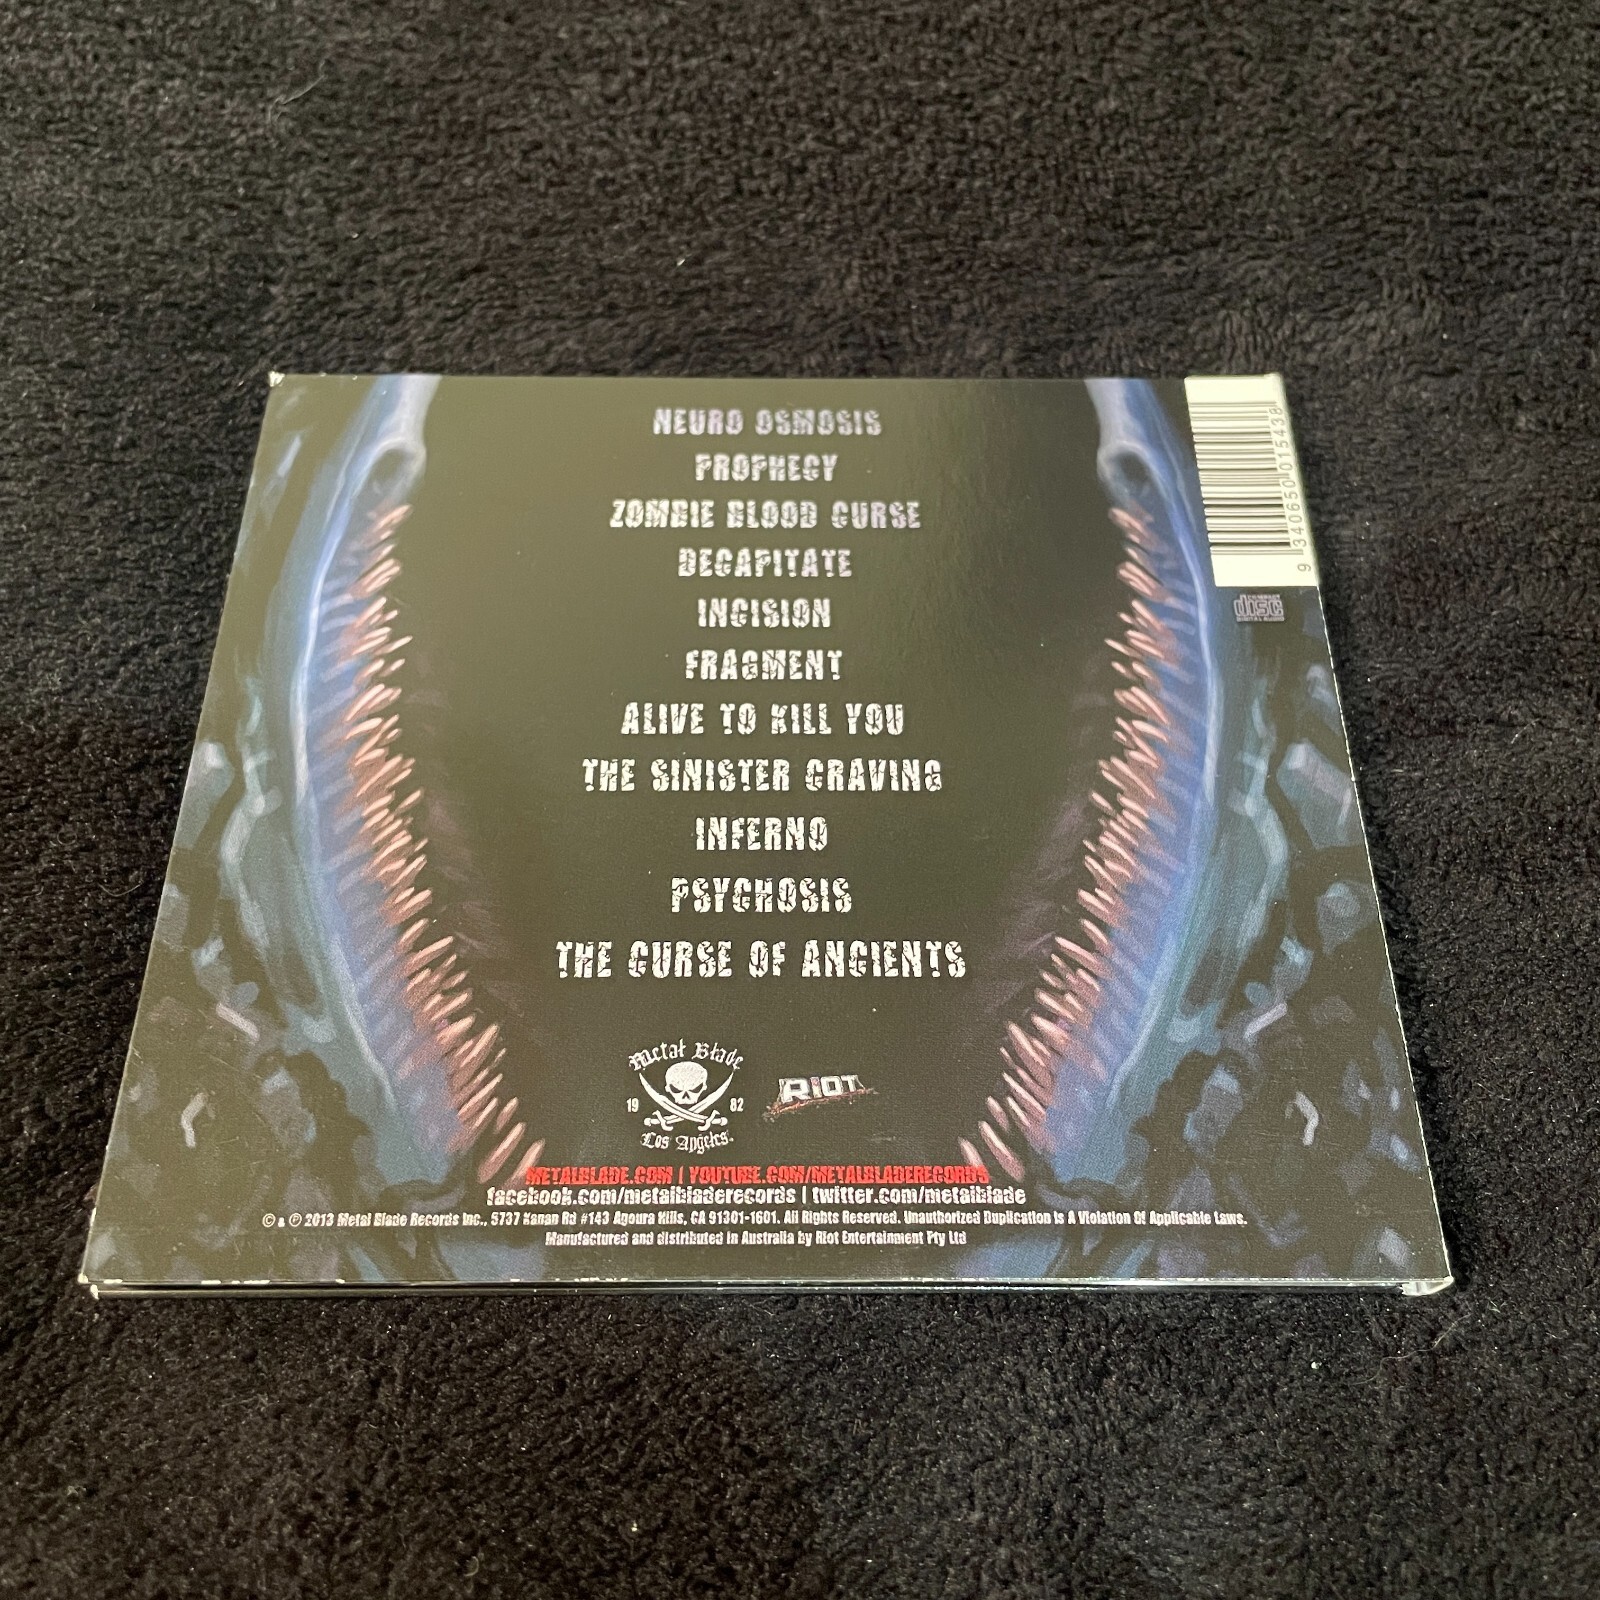 NEURO OSMOSIS
PROPHECY
ZOMBIE BLOOD CURSE
DECAPITATE
INCISION
FRAGMENT
ALIVE TO KILL YOU
THE SINISTER CRAVING
INFERNO
PSYCHOSIS
THE CURSE OF ANCIENTS
9 340650 015438
COMPACT
disc
DIGITAL AUDIO
Metal Blade
19 82
Los Angeles
RIOT
METALBLADE.COM | YOUTUBE.COM/METALBLADERECORDS
facebook.com/metalbladerecords | twitter.com/metalblade
© & ℗ 2013 Metal Blade Records Inc., 5737 Kanan Rd #143 Agoura Hills, CA 91301-1601. All Rights Reserved. Unauthorized Duplication Is A Violation Of Applicable Laws.
Manufactured and distributed in Australia by Riot Entertainment Pty Ltd